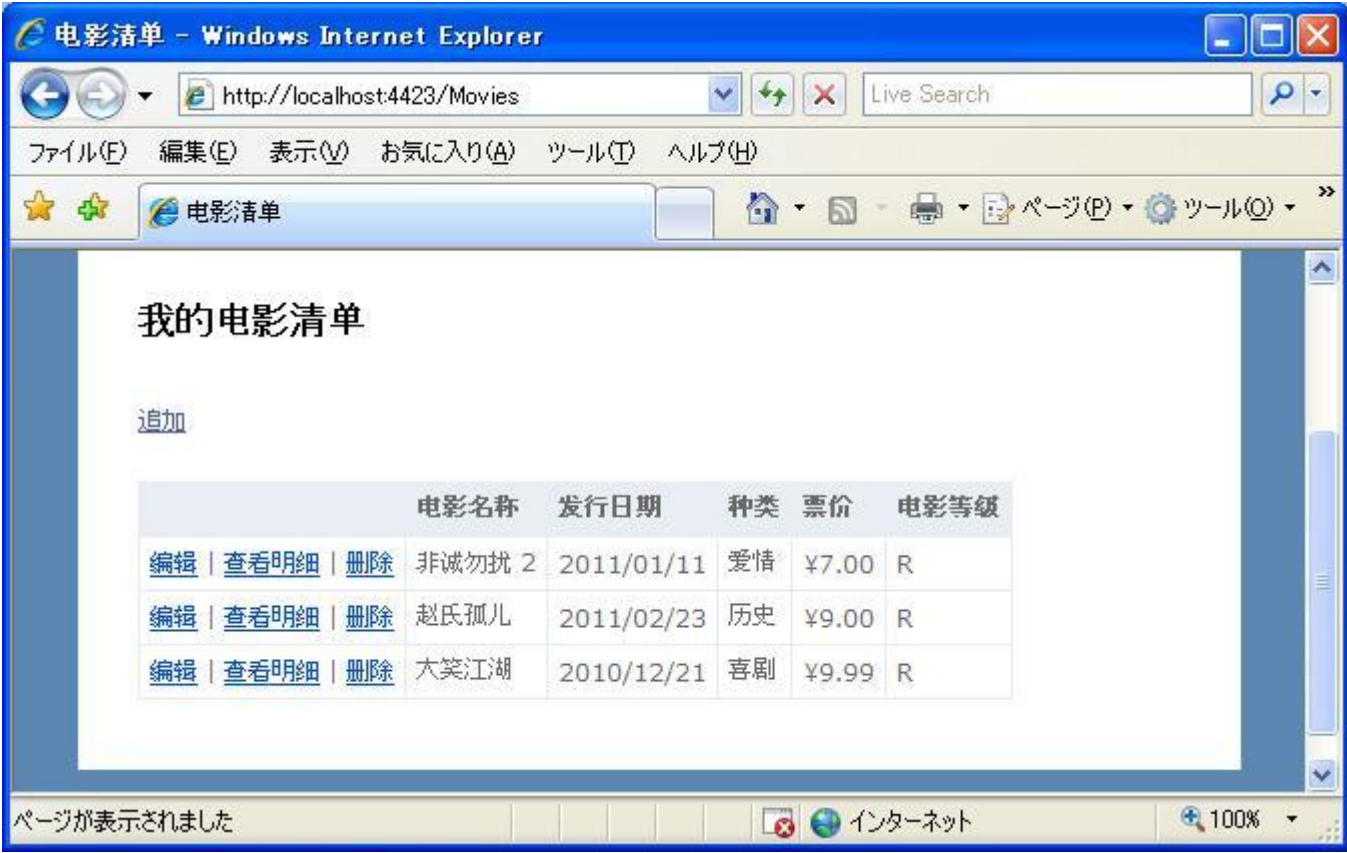 电影清单 - Windows Internet Explorer
http://localhost:4423/Movies Live Search
ファイル(F) 編集(E) 表示(V) お気に入り(A) ツール(T) ヘルプ(H)
电影清单 ページ(P) ツール(O) »
我的电影清单
追加
电影名称 发行日期 种类 票价 电影等级
编辑 | 查看明细 | 删除 非诚勿扰 2 2011/01/11 爱情 ¥7.00 R
编辑 | 查看明细 | 删除 赵氏孤儿 2011/02/23 历史 ¥9.00 R
编辑 | 查看明细 | 删除 大笑江湖 2010/12/21 喜剧 ¥9.99 R
ページが表示されました インターネット 100%